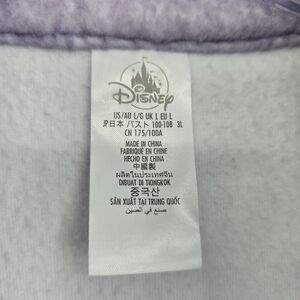 Disney
US/AU L/G UK L EU L
JP日本 バスト 100-108 3L
CN 175/100A
MADE IN CHINA
FABRIQUÉ EN CHINE
HECHO EN CHINA
中國製
ผลิตในประเทศจีน
DIBUAT DI TIONGKOK
중국산
SẢN XUẤT TẠI TRUNG QUỐC
صنع في الصين